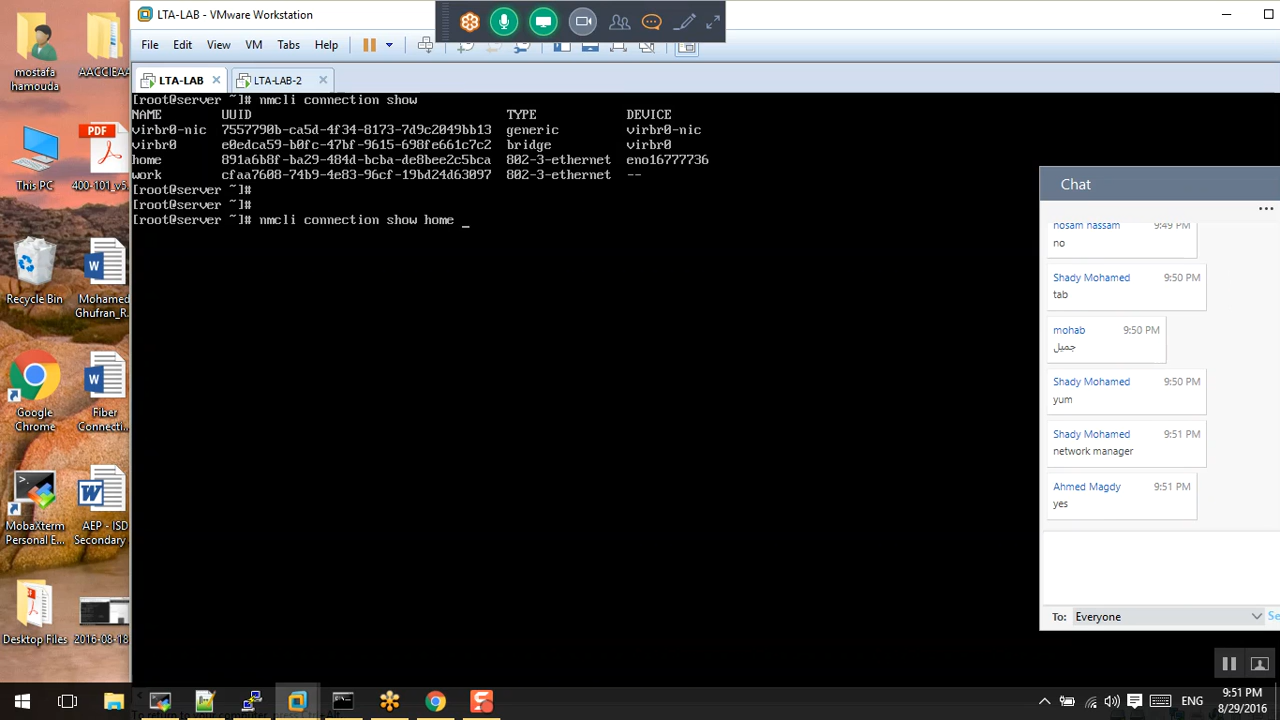 LTA-LAB - VMware Workstation
File Edit View VM Tabs Help
LTA-LAB
LTA-LAB-2
[root@server ~]# nmcli connection show
NAME UUID TYPE DEVICE
virbr0-nic 7557790b-ca5d-4f34-8173-7d9c2049bb13 generic virbr0-nic
virbr0 e0edca59-b0fc-47bf-9615-698fe661c7c2 bridge virbr0
home 891a6b8f-ba29-484d-bcba-de8bee2c5bca 802-3-ethernet eno16777736
work cfaa7608-74b9-4e83-96cf-19bd24d63097 802-3-ethernet --
[root@server ~]#
[root@server ~]#
[root@server ~]# nmcli connection show home _
mostafa
hamouda
AACCIEAA
This PC
PDF
400-101_v5
Recycle Bin
Mohamed
Ghufran_R
Google
Chrome
Fiber
Connecti...
MobaXterm
Personal E...
AEP - ISD
Secondary
Desktop Files
2016-08-18
Chat
hassam
9:49 PM
no
Shady Mohamed 9:50 PM
tab
mohab 9:50 PM
جميل
Shady Mohamed 9:50 PM
yum
Shady Mohamed 9:51 PM
network manager
Ahmed Magdy 9:51 PM
yes
To: Everyone
Se
ENG
9:51 PM
8/29/2016